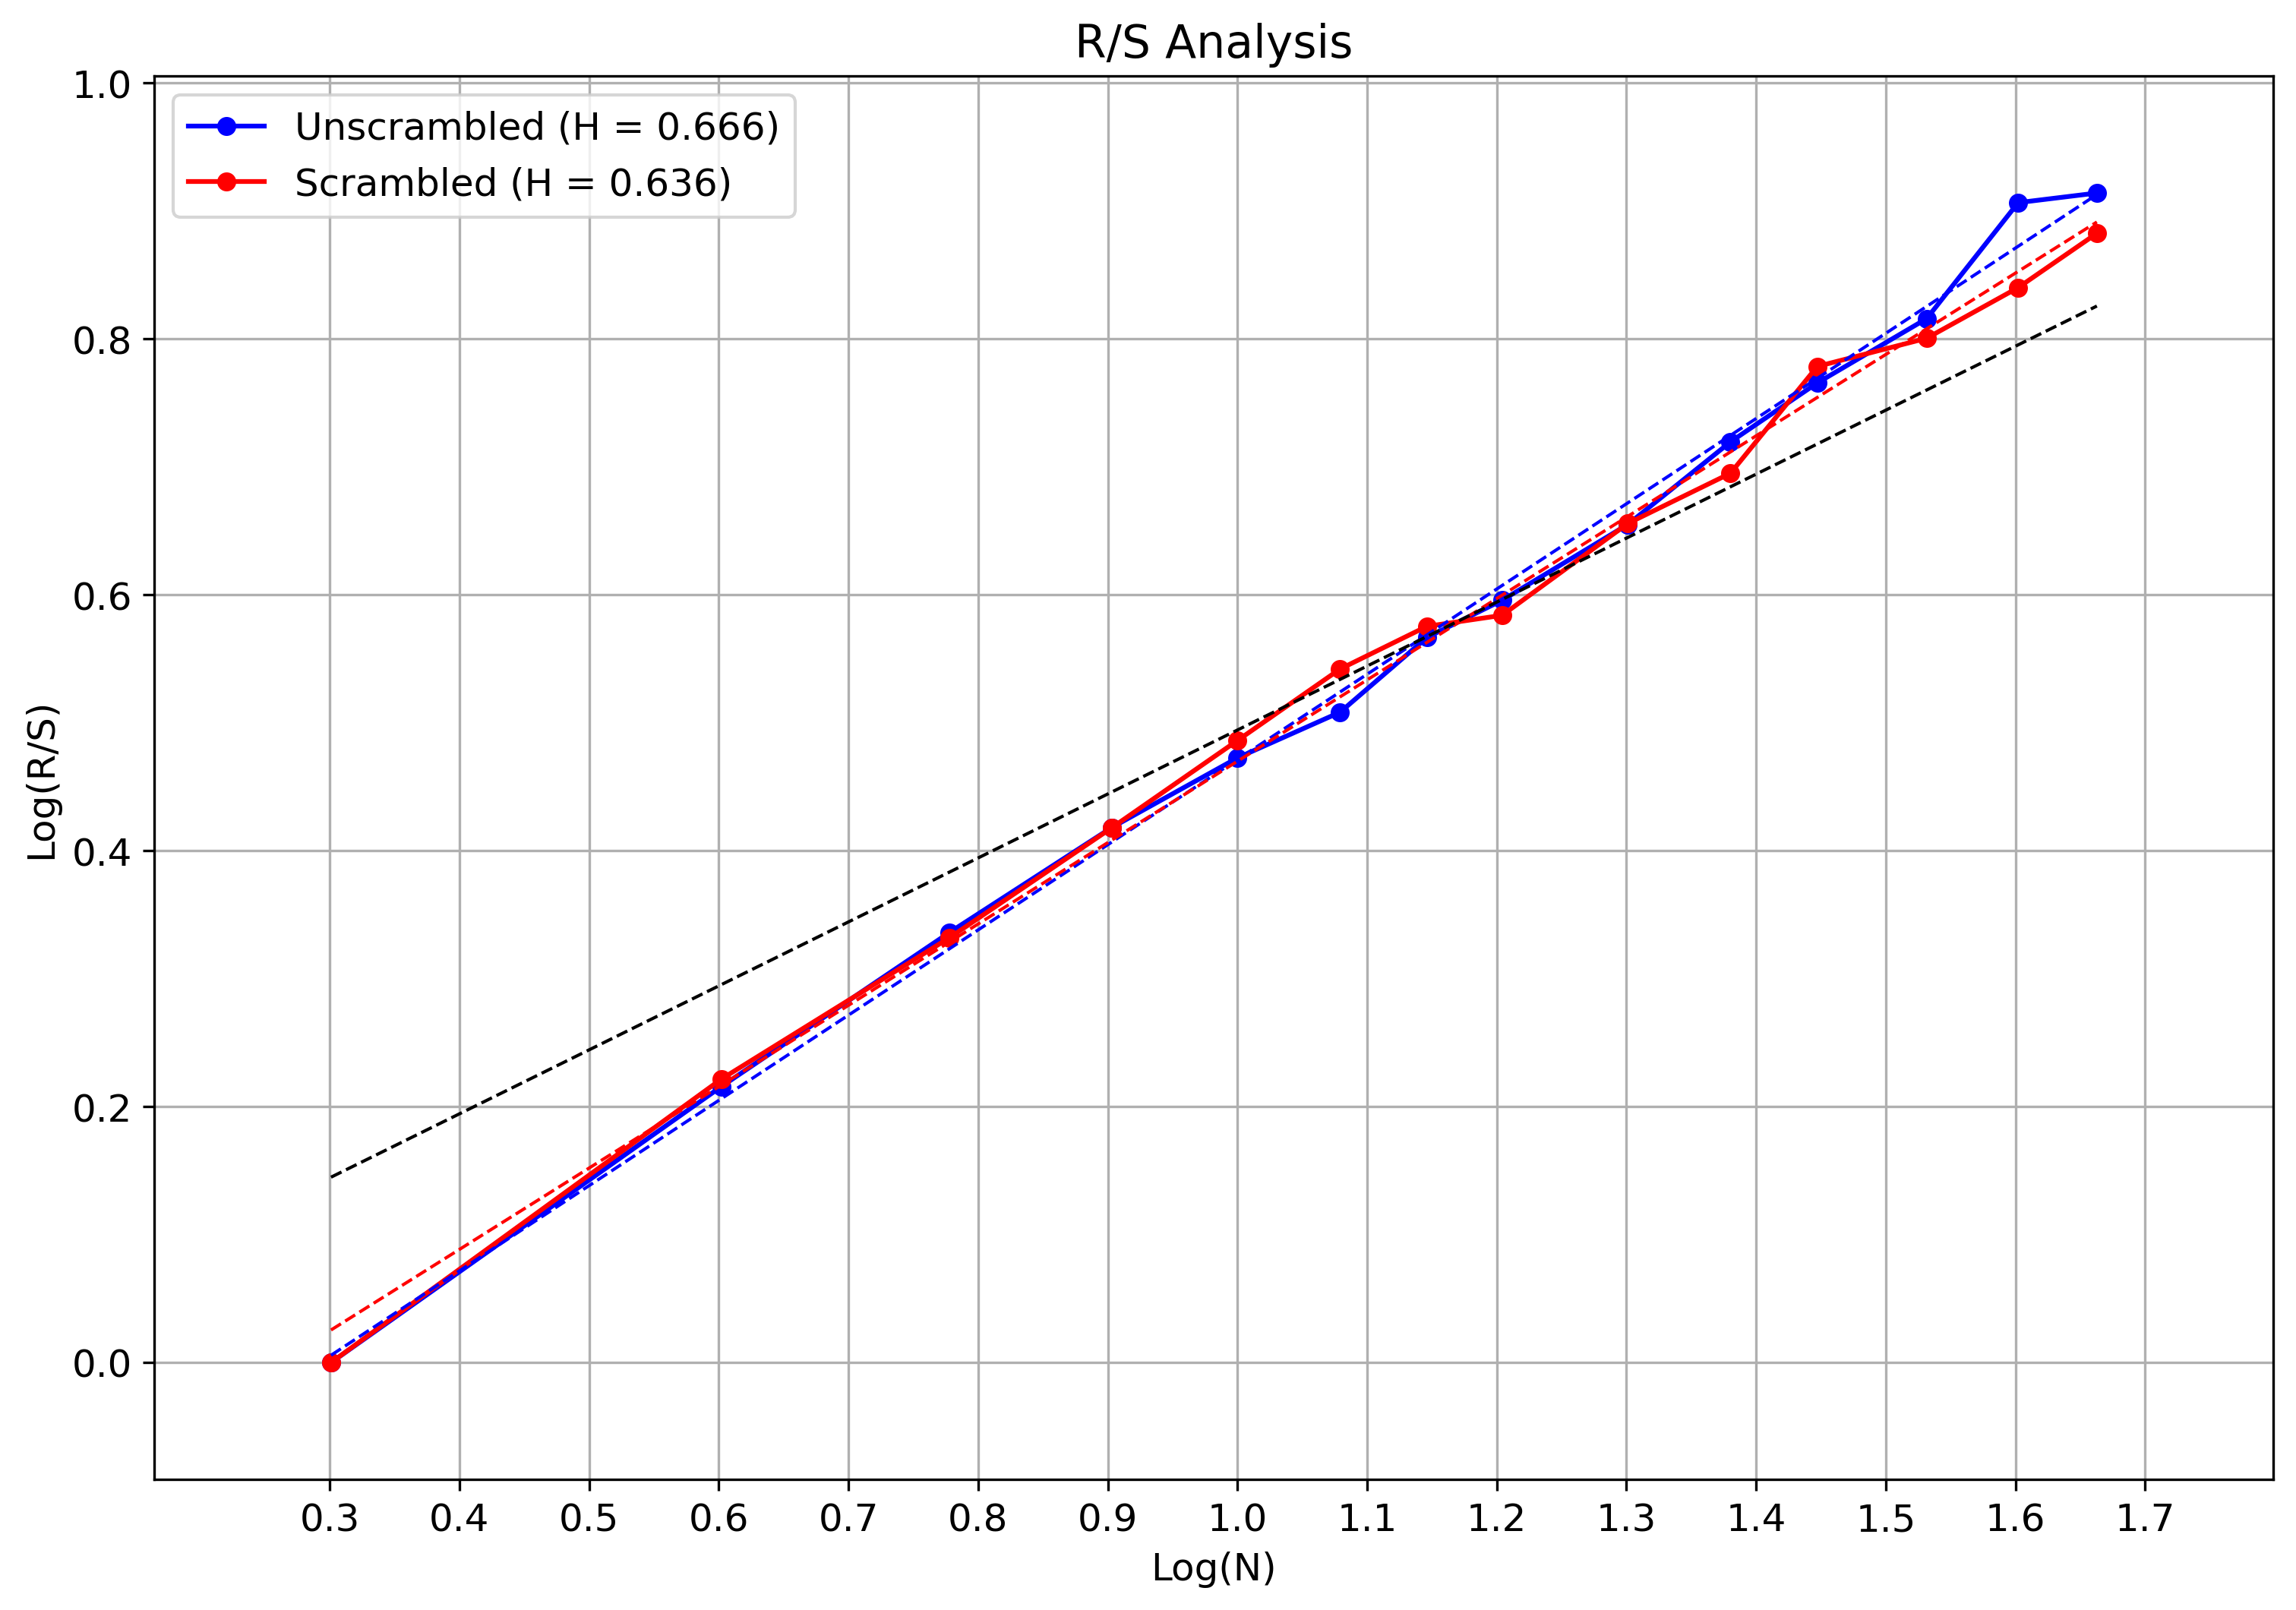 R/S Analysis
1.0
Unscrambled (H = 0.666)
Scrambled (H = 0.636)
0.8
0.6
Log(R/S)
0.4
0.2
0.0
0.3 0.4 0.5 0.6 0.7 0.8 0.9 1.0 1.1 1.2 1.3 1.4 1.5 1.6 1.7
Log(N)